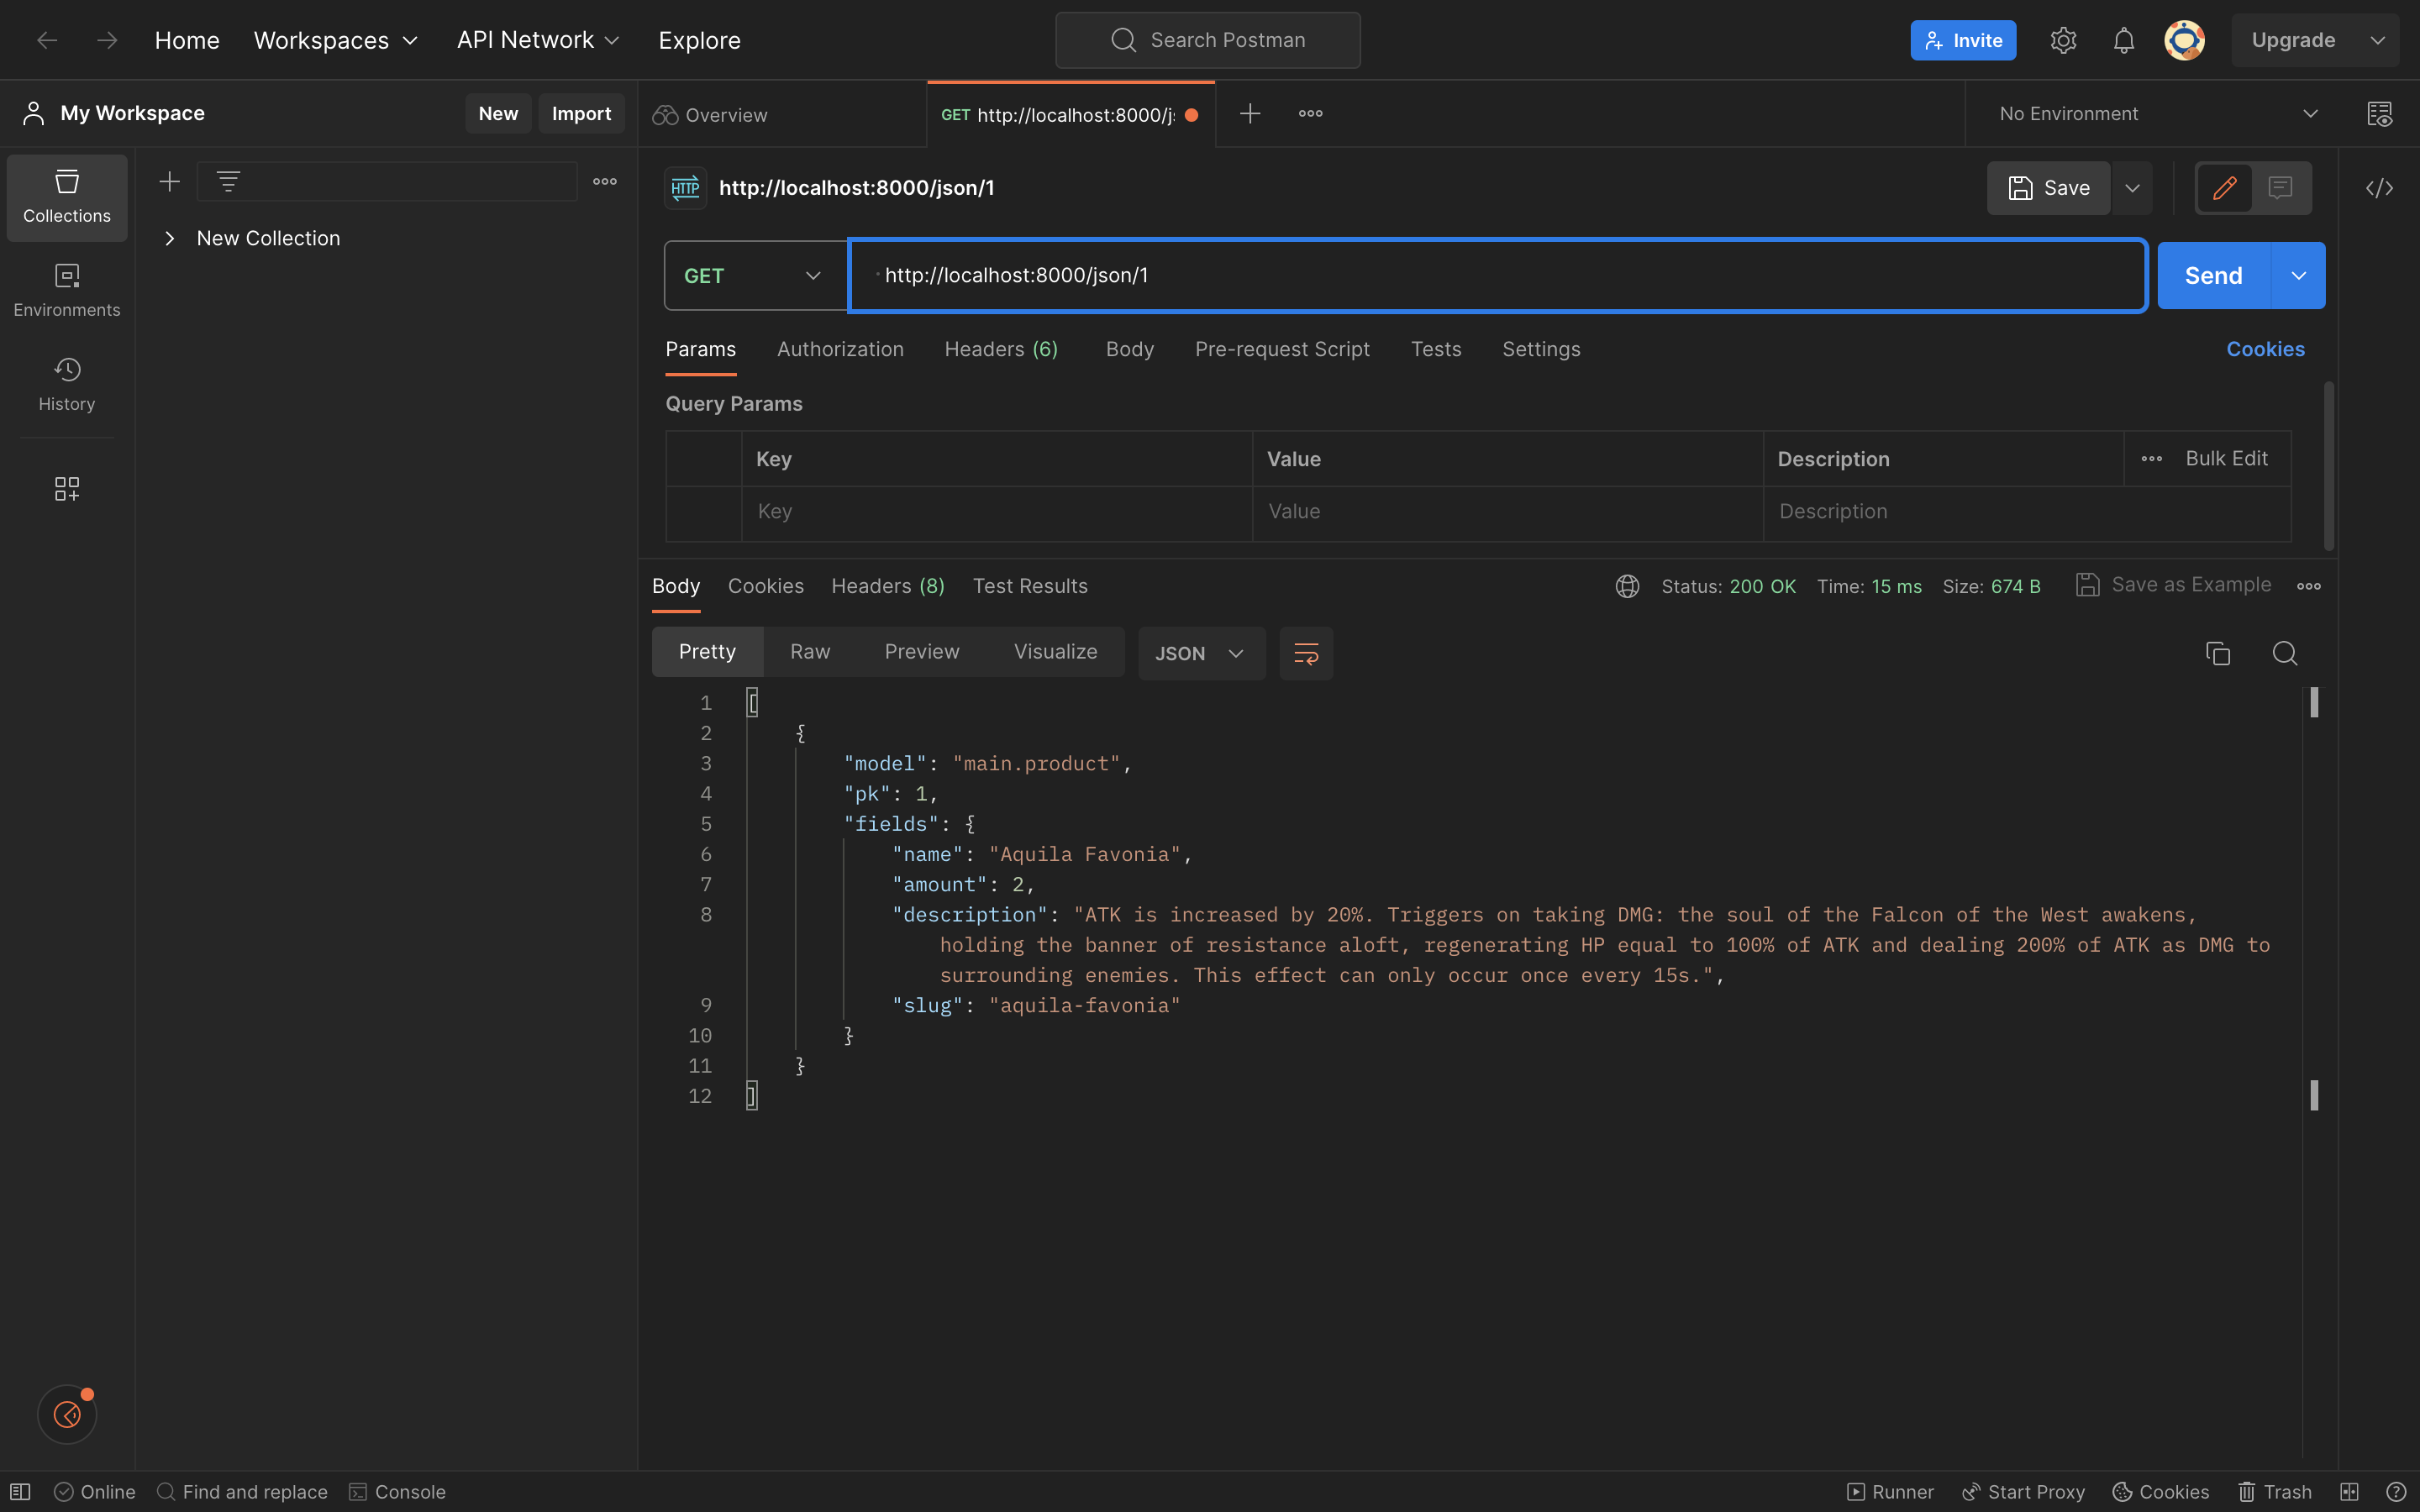 Home
Workspaces
API Network
Explore
Search Postman
Invite
Upgrade
My Workspace
New
Import
Overview
GET http://localhost:8000/j
No Environment
Collections
Environments
History
New Collection
HTTP
http://localhost:8000/json/1
Save
GET
http://localhost:8000/json/1
Send
Params
Authorization
Headers (6)
Body
Pre-request Script
Tests
Settings
Cookies
Query Params
Key
Value
Description
Bulk Edit
Key
Value
Description
Body
Cookies
Headers (8)
Test Results
Status: 200 OK
Time: 15 ms
Size: 674 B
Save as Example
Pretty
Raw
Preview
Visualize
JSON
1 [
2 {
3 "model": "main.product",
4 "pk": 1,
5 "fields": {
6 "name": "Aquila Favonia",
7 "amount": 2,
8 "description": "ATK is increased by 20%. Triggers on taking DMG: the soul of the Falcon of the West awakens,
holding the banner of resistance aloft, regenerating HP equal to 100% of ATK and dealing 200% of ATK as DMG to
surrounding enemies. This effect can only occur once every 15s.",
9 "slug": "aquila-favonia"
10 }
11 }
12 ]
Online
Find and replace
Console
Runner
Start Proxy
Cookies
Trash